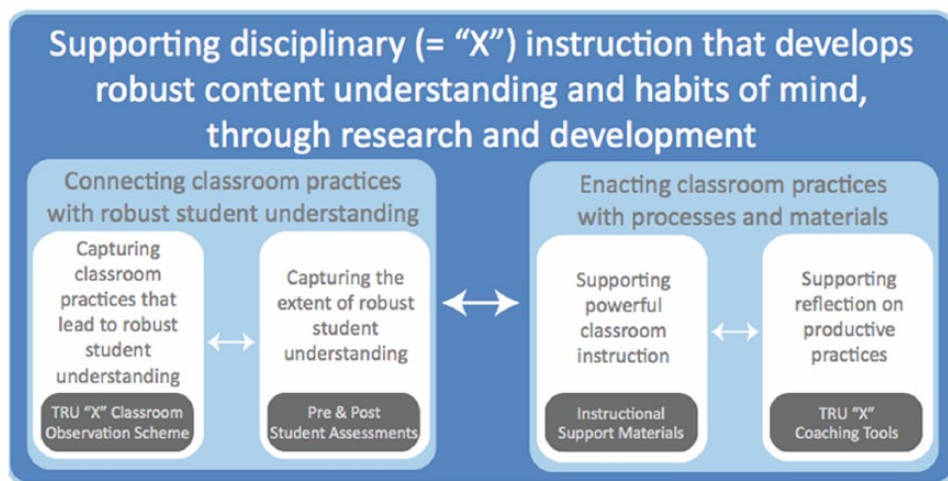 Supporting disciplinary (= “X”) instruction that develops
robust content understanding and habits of mind,
through research and development
Connecting classroom practices
with robust student understanding
Capturing
classroom
practices that
lead to robust
student
understanding
TRU “X” Classroom
Observation Scheme
Capturing the
extent of robust
student
understanding
Pre & Post
Student Assessments
Enacting classroom practices
with processes and materials
Supporting
powerful
classroom
instruction
Instructional
Support Materials
Supporting
reflection on
productive
practices
TRU “X”
Coaching Tools